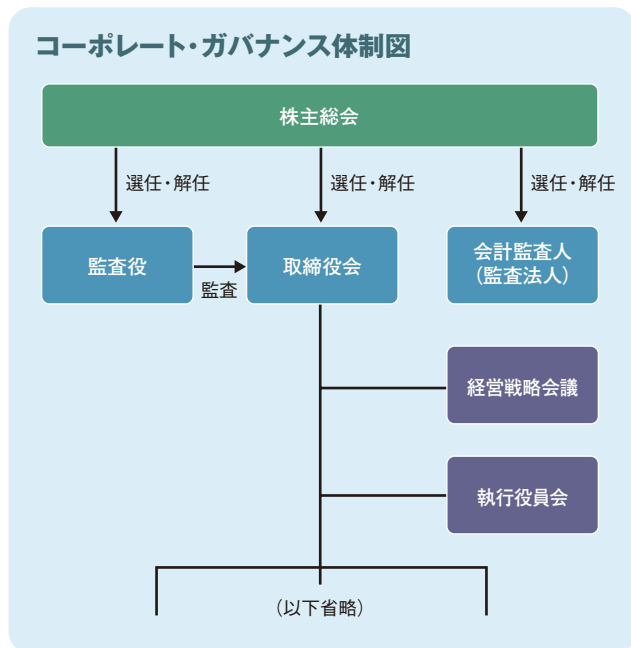 コーポレート・ガバナンス体制図
株主総会
選任・解任
選任・解任
選任・解任
監査役
監査
取締役会
会計監査人
（監査法人）
経営戦略会議
執行役員会
（以下省略）